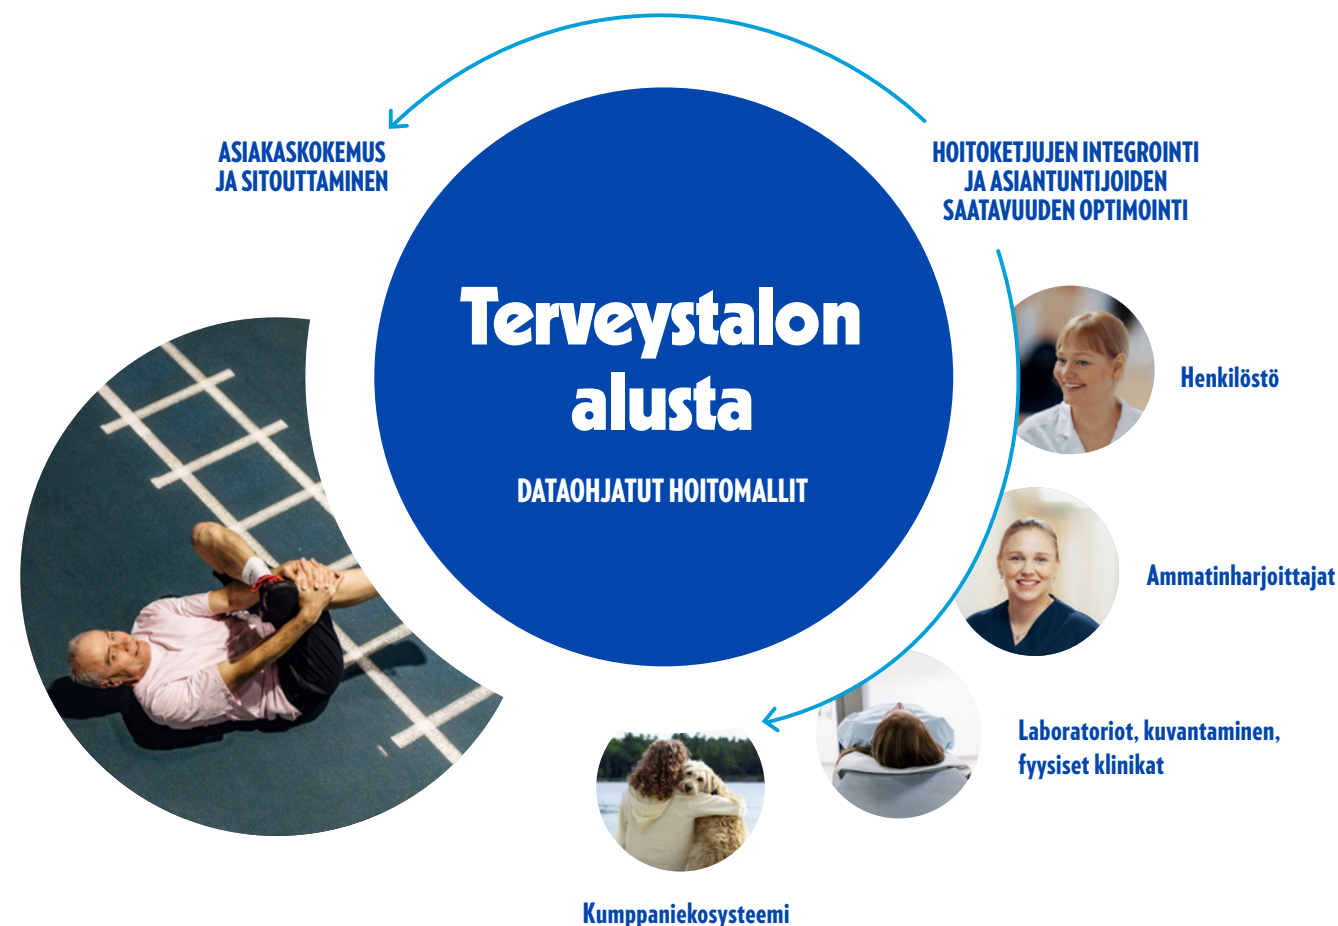 ASIAKASKOKEMUS
JA SITOUTTAMINEN
HOITOKETJUJEN INTEGROINTI
JA ASIANTUNTIJOIDEN
SAATAVUUDEN OPTIMOINTI
Terveystalon
alusta
DATAOHJATUT HOITOMALLIT
Henkilöstö
Ammatinharjoittajat
Laboratoriot, kuvantaminen,
fyysiset klinikat
Kumppaniekosysteemi